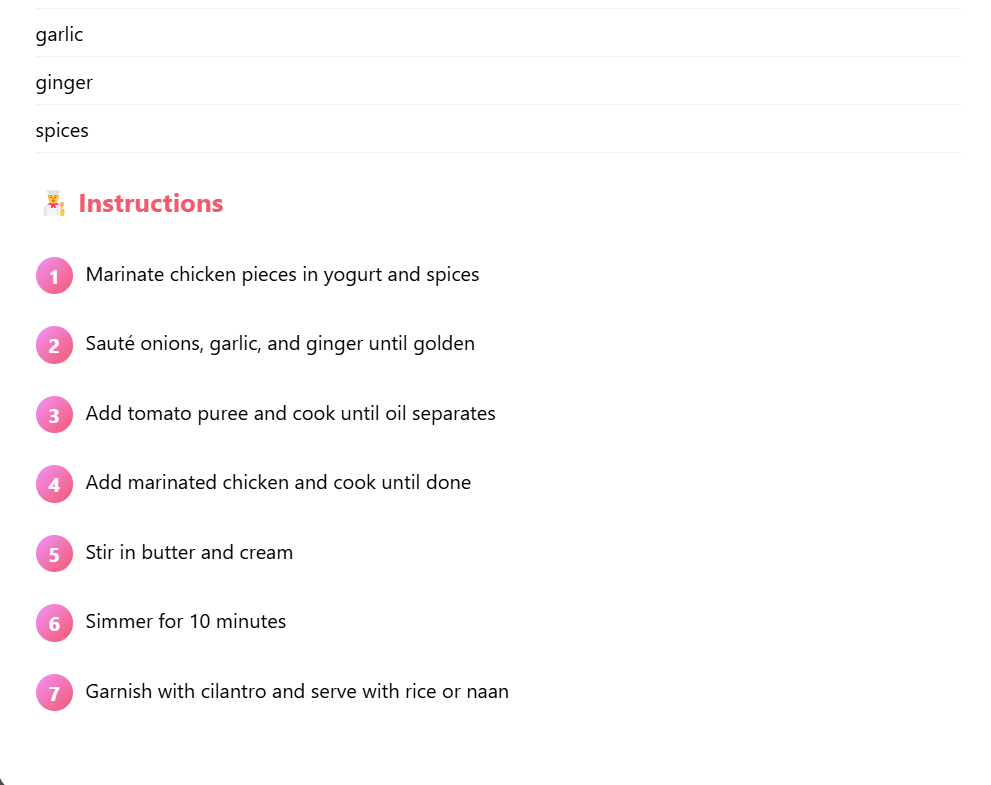 garlic
ginger
spices
Instructions
1 Marinate chicken pieces in yogurt and spices
2 Sauté onions, garlic, and ginger until golden
3 Add tomato puree and cook until oil separates
4 Add marinated chicken and cook until done
5 Stir in butter and cream
6 Simmer for 10 minutes
7 Garnish with cilantro and serve with rice or naan